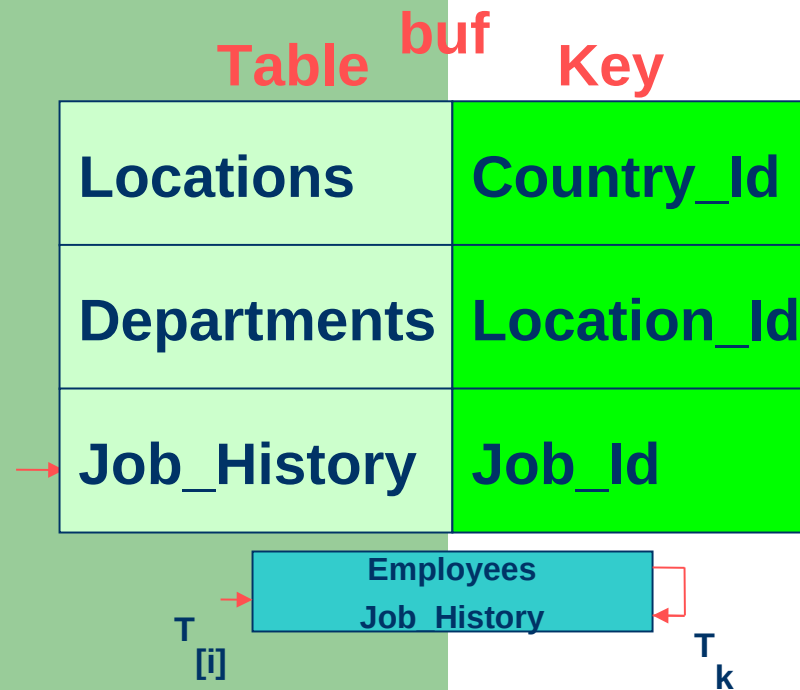 buf
Table Key
Locations Country_Id
Departments Location_Id
Job_History Job_Id
Employees
Job_History
T
[i]
T
k